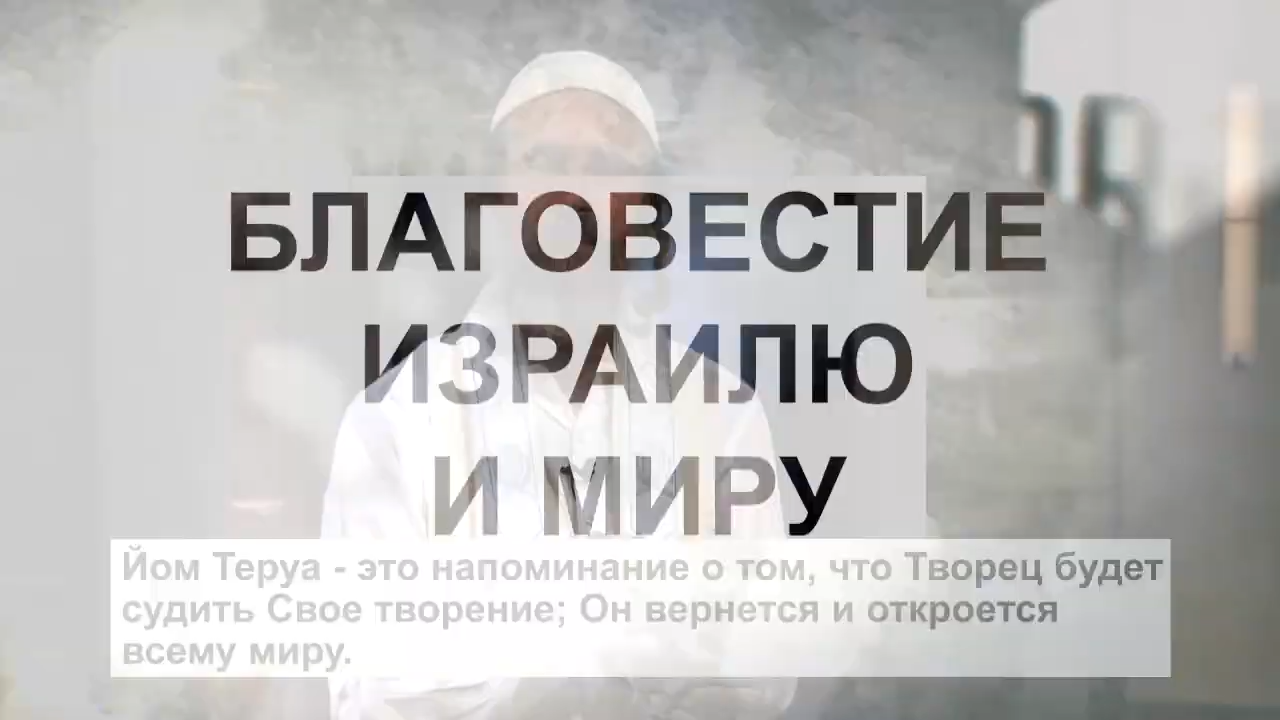 БЛАГОВЕСТИЕ
ИЗРАИЛЮ
И МИРУ
Йом Теруа - это напоминание о том, что Творец будет
судить Свое творение; Он вернется и откроется
всему миру.